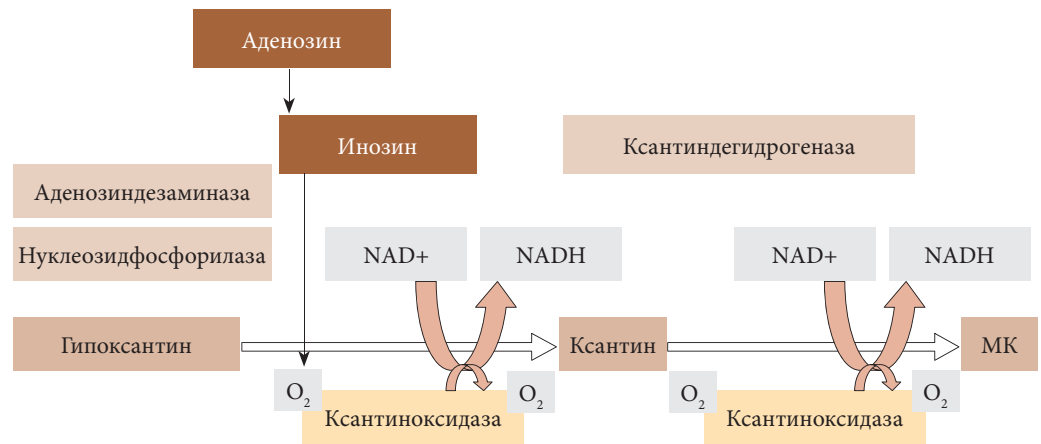 Аденозин
Инозин
Ксантиндегидрогеназа
Аденозиндезаминаза
Нуклеозидфосфорилаза
NAD+
NADH
NAD+
NADH
Гипоксантин
Ксантин
МК
O₂
O₂
O₂
O₂
Ксантиноксидаза
Ксантиноксидаза